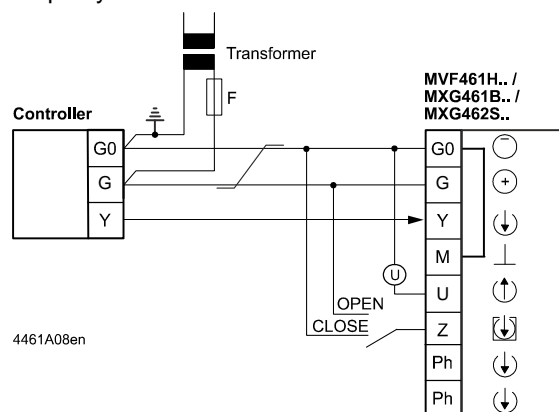 Transformer
F
MVF461H.. /
MXG461B.. /
MXG462S..
Controller
G0
G
Y
G0
G
Y
M
U
U
OPEN
CLOSE
Z
Ph
Ph
4461A08en